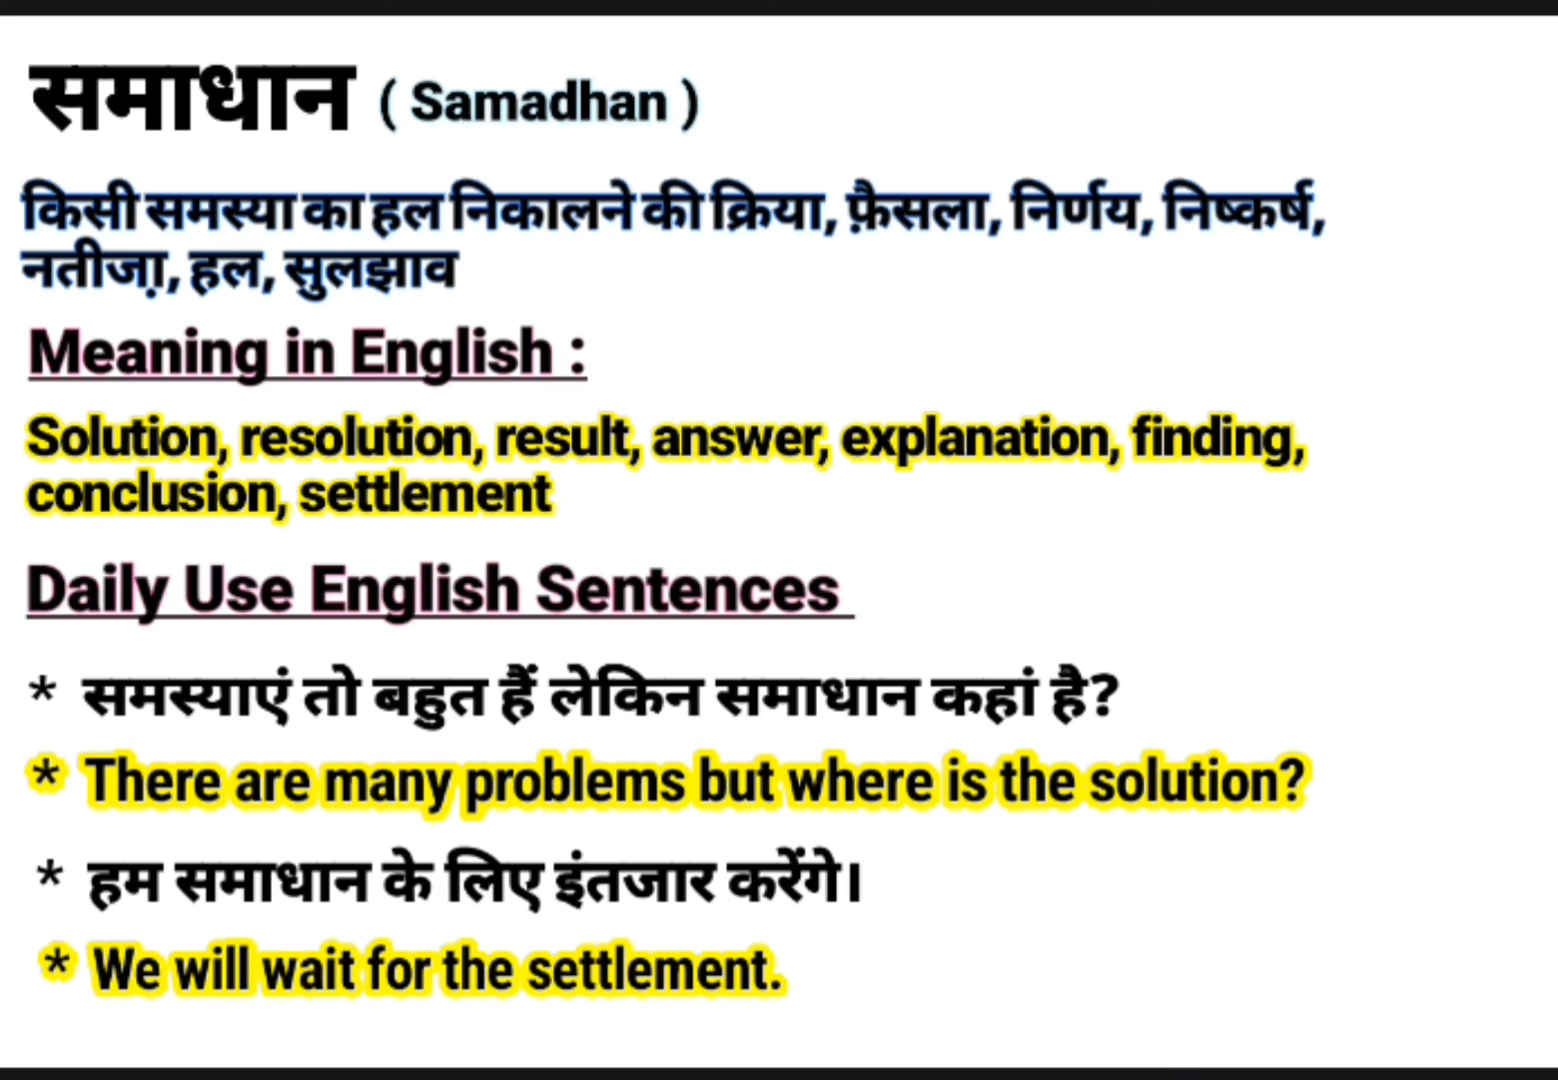 समाधान ( Samadhan )
किसी समस्या का हल निकालने की क्रिया, फ़ैसला, निर्णय, निष्कर्ष,
नतीजा़, हल, सुलझाव
Meaning in English :
Solution, resolution, result, answer, explanation, finding,
conclusion, settlement
Daily Use English Sentences
* समस्याएं तो बहुत हैं लेकिन समाधान कहां है?
* There are many problems but where is the solution?
* हम समाधान के लिए इंतजार करेंगे।
* We will wait for the settlement.